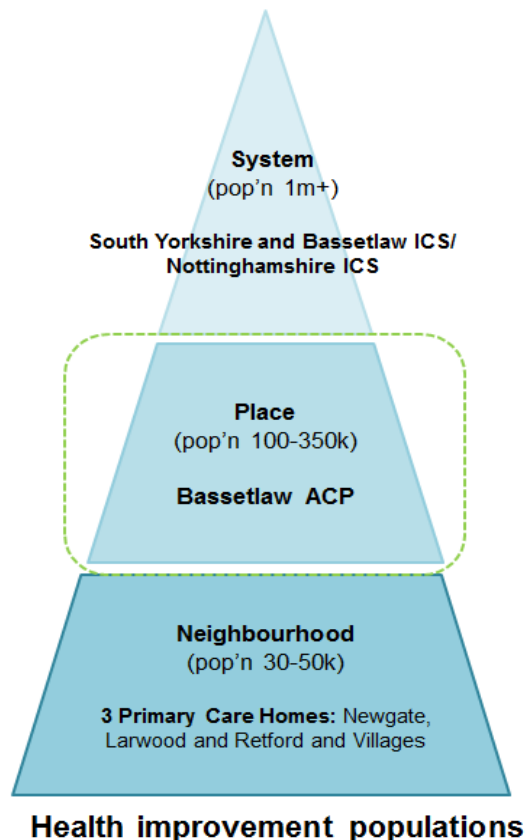 System
(pop'n 1m+)
South Yorkshire and Bassetlaw ICS/
Nottinghamshire ICS
Place
(pop'n 100-350k)
Bassetlaw ACP
Neighbourhood
(pop'n 30-50k)
3 Primary Care Homes: Newgate,
Larwood and Retford and Villages
Health improvement populations